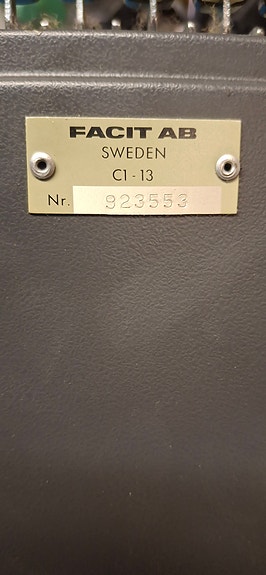 FACIT AB
SWEDEN
C1-13
Nr. 923553